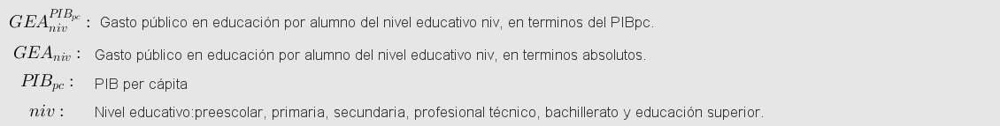 GEA_{niv}^{PIB_{pc}} : Gasto público en educación por alumno del nivel educativo niv, en terminos del PIBpc.
GEA_{niv} : Gasto público en educación por alumno del nivel educativo niv, en terminos absolutos.
PIB_{pc} : PIB per cápita
niv : Nivel educativo:preescolar, primaria, secundaria, profesional técnico, bachillerato y educación superior.